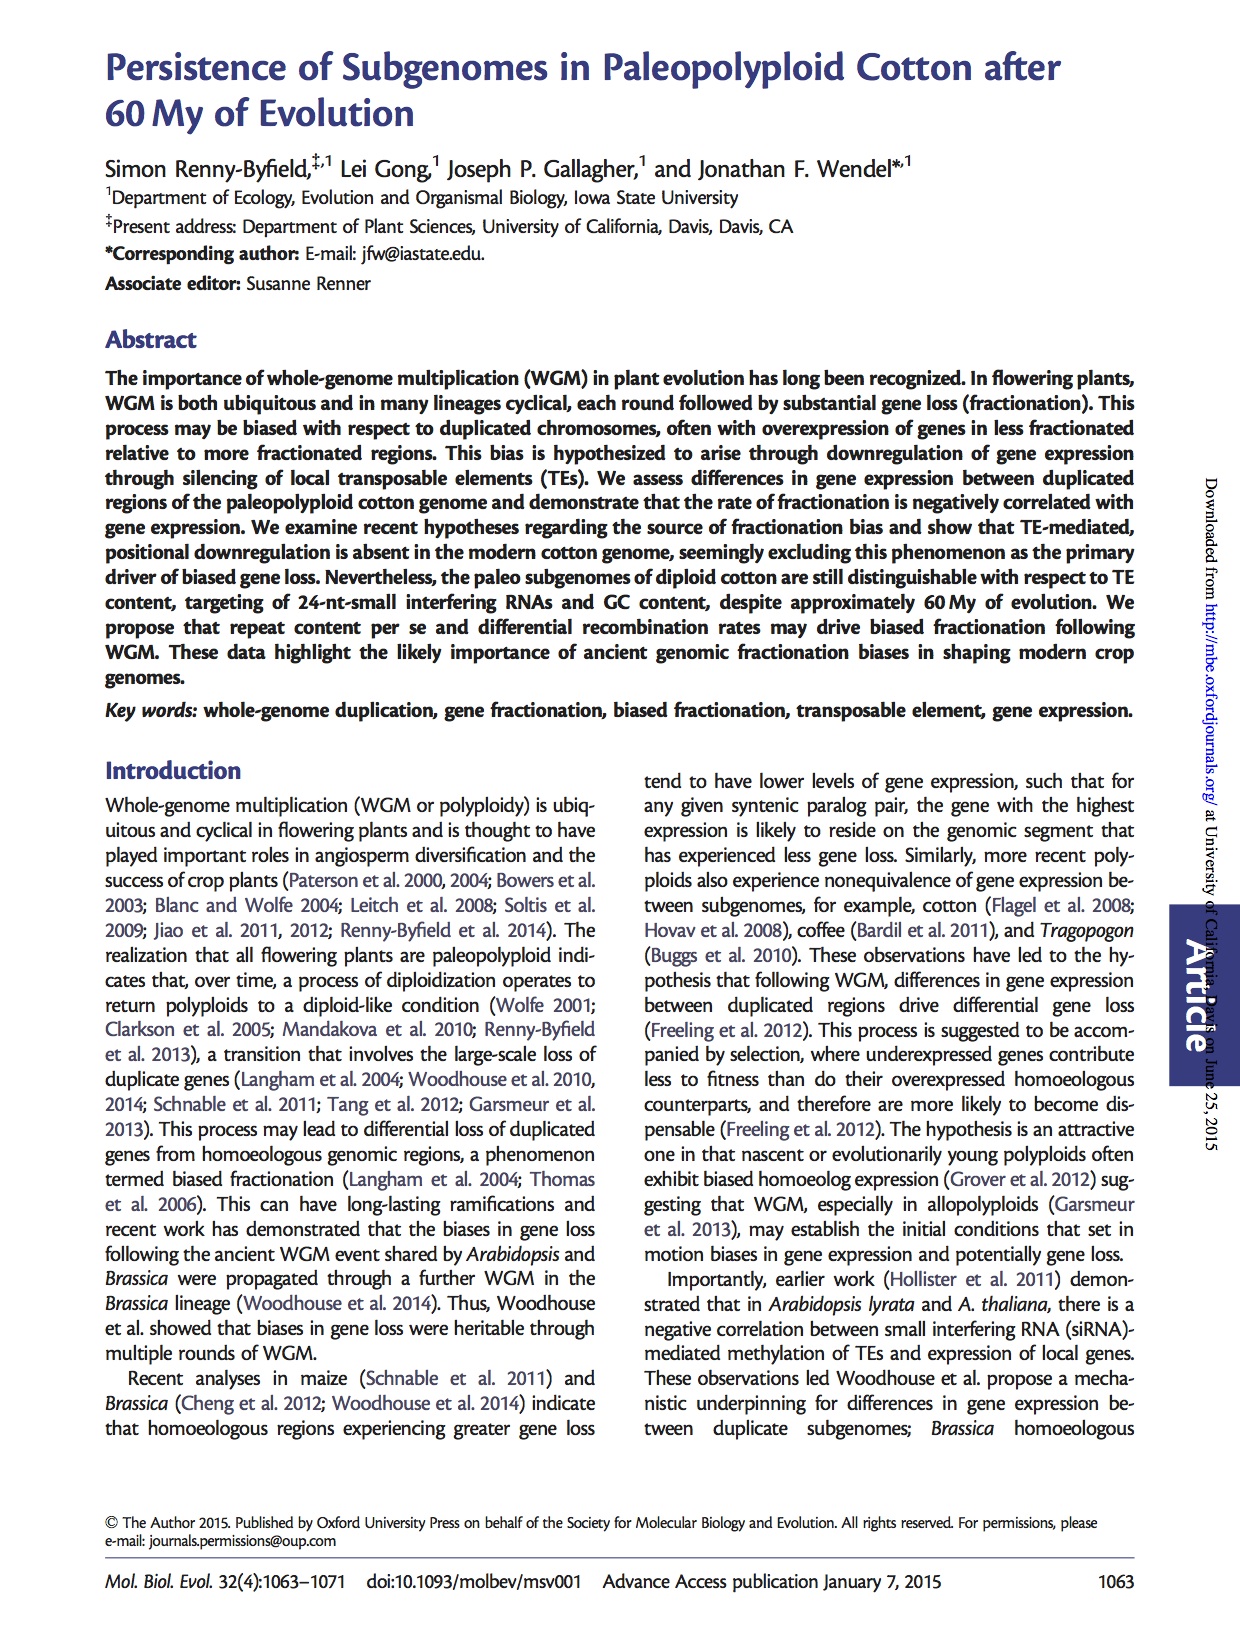 Persistence of Subgenomes in Paleopolyploid Cotton after
60 My of Evolution
Simon Renny-Byfield,‡,1 Lei Gong,1 Joseph P. Gallagher,1 and Jonathan F. Wendel*,1
1Department of Ecology, Evolution and Organismal Biology, Iowa State University
‡Present address: Department of Plant Sciences, University of California, Davis, Davis, CA
*Corresponding author: E-mail: jfw@iastate.edu.
Associate editor: Susanne Renner
Abstract
The importance of whole-genome multiplication (WGM) in plant evolution has long been recognized. In flowering plants,
WGM is both ubiquitous and in many lineages cyclical, each round followed by substantial gene loss (fractionation). This
process may be biased with respect to duplicated chromosomes, often with overexpression of genes in less fractionated
relative to more fractionated regions. This bias is hypothesized to arise through downregulation of gene expression
through silencing of local transposable elements (TEs). We assess differences in gene expression between duplicated
regions of the paleopolyploid cotton genome and demonstrate that the rate of fractionation is negatively correlated with
gene expression. We examine recent hypotheses regarding the source of fractionation bias and show that TE-mediated,
positional downregulation is absent in the modern cotton genome, seemingly excluding this phenomenon as the primary
driver of biased gene loss. Nevertheless, the paleo subgenomes of diploid cotton are still distinguishable with respect to TE
content, targeting of 24-nt-small interfering RNAs and GC content, despite approximately 60 My of evolution. We
propose that repeat content per se and differential recombination rates may drive biased fractionation following
WGM. These data highlight the likely importance of ancient genomic fractionation biases in shaping modern crop
genomes.
Key words: whole-genome duplication, gene fractionation, biased fractionation, transposable element, gene expression.
Introduction
Whole-genome multiplication (WGM or polyploidy) is ubiq-
uitous and cyclical in flowering plants and is thought to have
played important roles in angiosperm diversification and the
success of crop plants (Paterson et al. 2000, 2004; Bowers et al.
2003; Blanc and Wolfe 2004; Leitch et al. 2008; Soltis et al.
2009; Jiao et al. 2011, 2012; Renny-Byfield et al. 2014). The
realization that all flowering plants are paleopolyploid indi-
cates that, over time, a process of diploidization operates to
return polyploids to a diploid-like condition (Wolfe 2001;
Clarkson et al. 2005; Mandakova et al. 2010; Renny-Byfield
et al. 2013), a transition that involves the large-scale loss of
duplicate genes (Langham et al. 2004; Woodhouse et al. 2010,
2014; Schnable et al. 2011; Tang et al. 2012; Garsmeur et al.
2013). This process may lead to differential loss of duplicated
genes from homoeologous genomic regions, a phenomenon
termed biased fractionation (Langham et al. 2004; Thomas
et al. 2006). This can have long-lasting ramifications and
recent work has demonstrated that the biases in gene loss
following the ancient WGM event shared by Arabidopsis and
Brassica were propagated through a further WGM in the
Brassica lineage (Woodhouse et al. 2014). Thus, Woodhouse
et al. showed that biases in gene loss were heritable through
multiple rounds of WGM.
Recent analyses in maize (Schnable et al. 2011) and
Brassica (Cheng et al. 2012; Woodhouse et al. 2014) indicate
that homoeologous regions experiencing greater gene loss
tend to have lower levels of gene expression, such that for
any given syntenic paralog pair, the gene with the highest
expression is likely to reside on the genomic segment that
has experienced less gene loss. Similarly, more recent poly-
ploids also experience nonequivalence of gene expression be-
tween subgenomes, for example, cotton (Flagel et al. 2008;
Hovav et al. 2008), coffee (Bardil et al. 2011), and Tragopogon
(Buggs et al. 2010). These observations have led to the hy-
pothesis that following WGM, differences in gene expression
between duplicated regions drive differential gene loss
(Freeling et al. 2012). This process is suggested to be accom-
panied by selection, where underexpressed genes contribute
less to fitness than do their overexpressed homoeologous
counterparts, and therefore are more likely to become dis-
pensable (Freeling et al. 2012). The hypothesis is an attractive
one in that nascent or evolutionarily young polyploids often
exhibit biased homoeolog expression (Grover et al. 2012) sug-
gesting that WGM, especially in allopolyploids (Garsmeur
et al. 2013), may establish the initial conditions that set in
motion biases in gene expression and potentially gene loss.
Importantly, earlier work (Hollister et al. 2011) demon-
strated that in Arabidopsis lyrata and A. thaliana, there is a
negative correlation between small interfering RNA (siRNA)-
mediated methylation of TEs and expression of local genes.
These observations led Woodhouse et al. propose a mecha-
nistic underpinning for differences in gene expression be-
tween duplicate subgenomes; Brassica homoeologous
© The Author 2015. Published by Oxford University Press on behalf of the Society for Molecular Biology and Evolution. All rights reserved. For permissions, please
e-mail: journals.permissions@oup.com
Mol. Biol. Evol. 32(4):1063–1071 doi:10.1093/molbev/msv001 Advance Access publication January 7, 2015 1063
Article
Downloaded from http://mbe.oxfordjournals.org/ at University of California, Davis on June 25, 2015